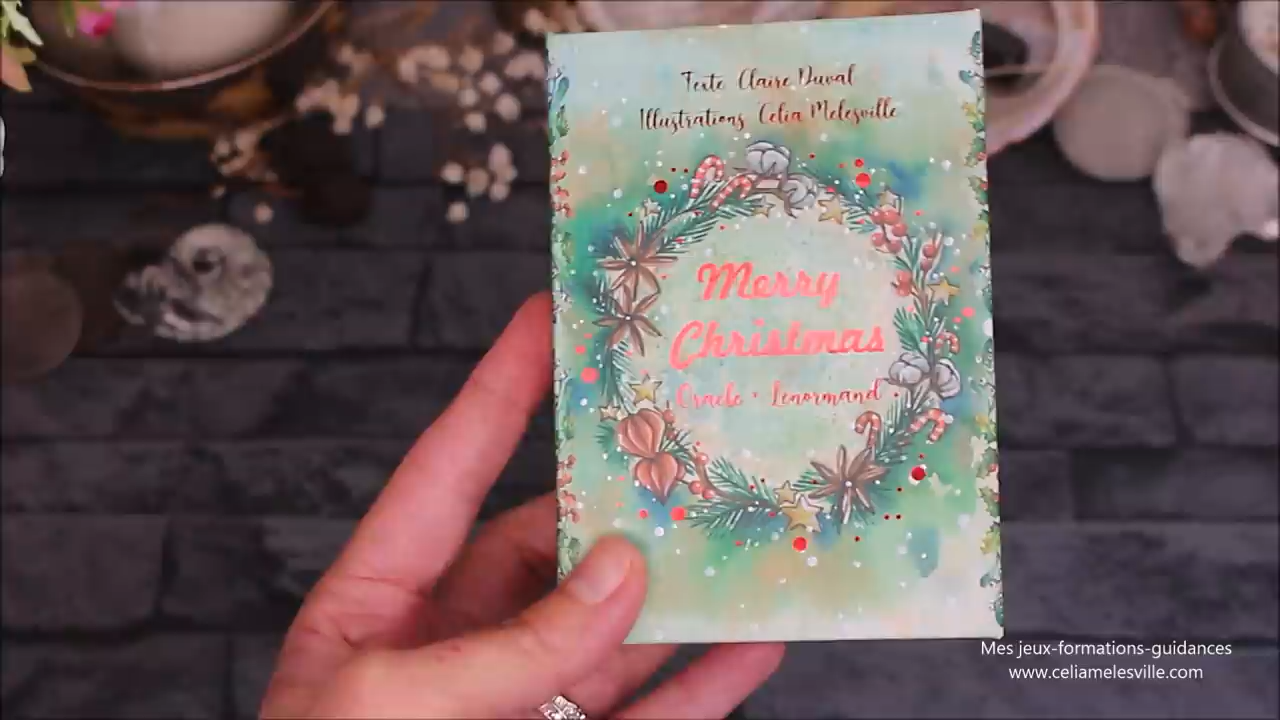 Texte Claire Duval
Illustrations Celia Melesville
Merry
Christmas
Oracle • Lenormand
Mes jeux-formations-guidances
www.celiamelesville.com